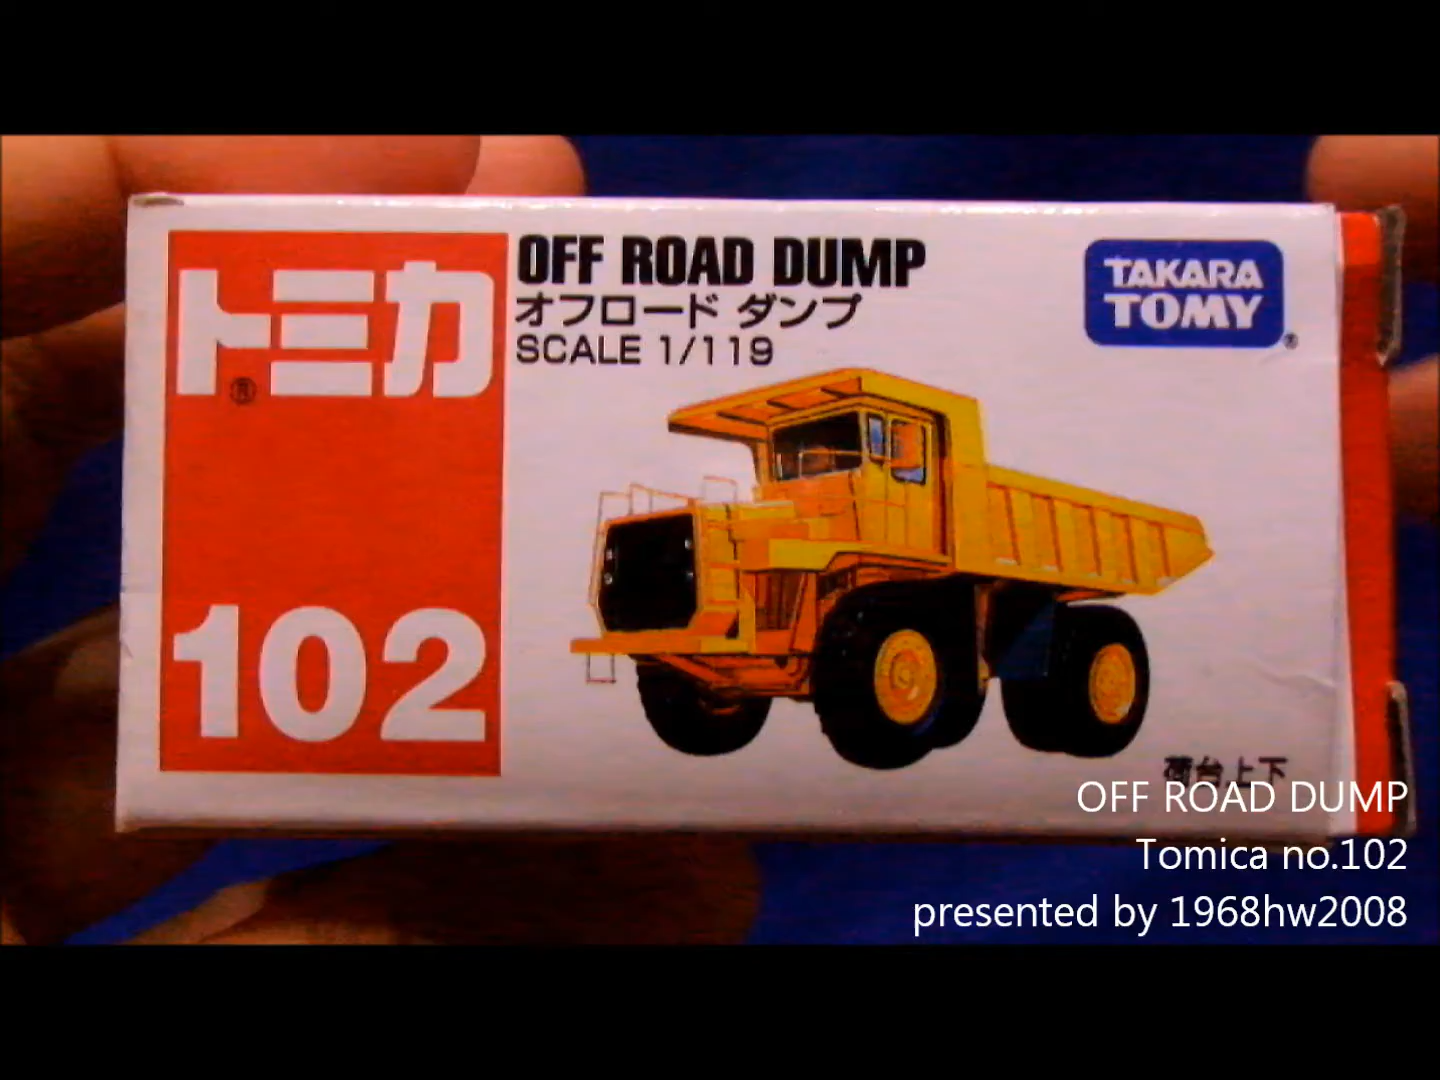 トミカ
®
102
OFF ROAD DUMP
オフロード ダンプ
SCALE 1/119
TAKARA
TOMY
®
荷台上下
OFF ROAD DUMP
Tomica no.102
presented by 1968hw2008